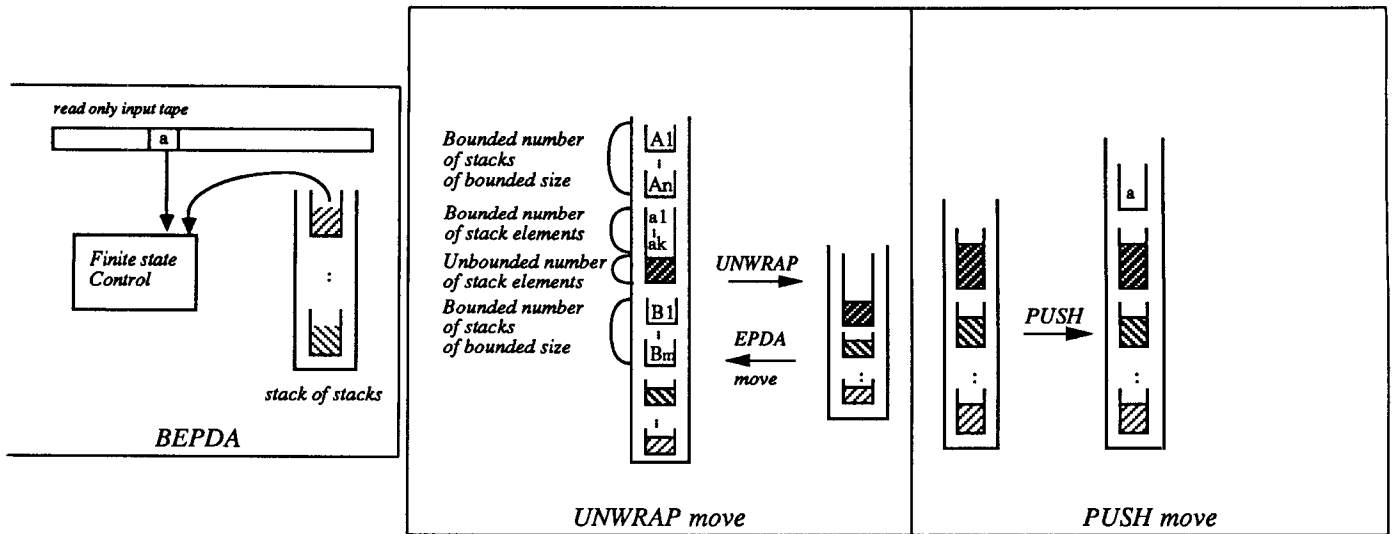 read only input tape
a
Finite state
Control
:
stack of stacks
BEPDA
Bounded number
of stacks
of bounded size
Bounded number
of stack elements
Unbounded number
of stack elements
Bounded number
of stacks
of bounded size
A1
An
a1
ak
B1
Bm
UNWRAP
EPDA
move
:
UNWRAP move
PUSH
a
:
:
PUSH move